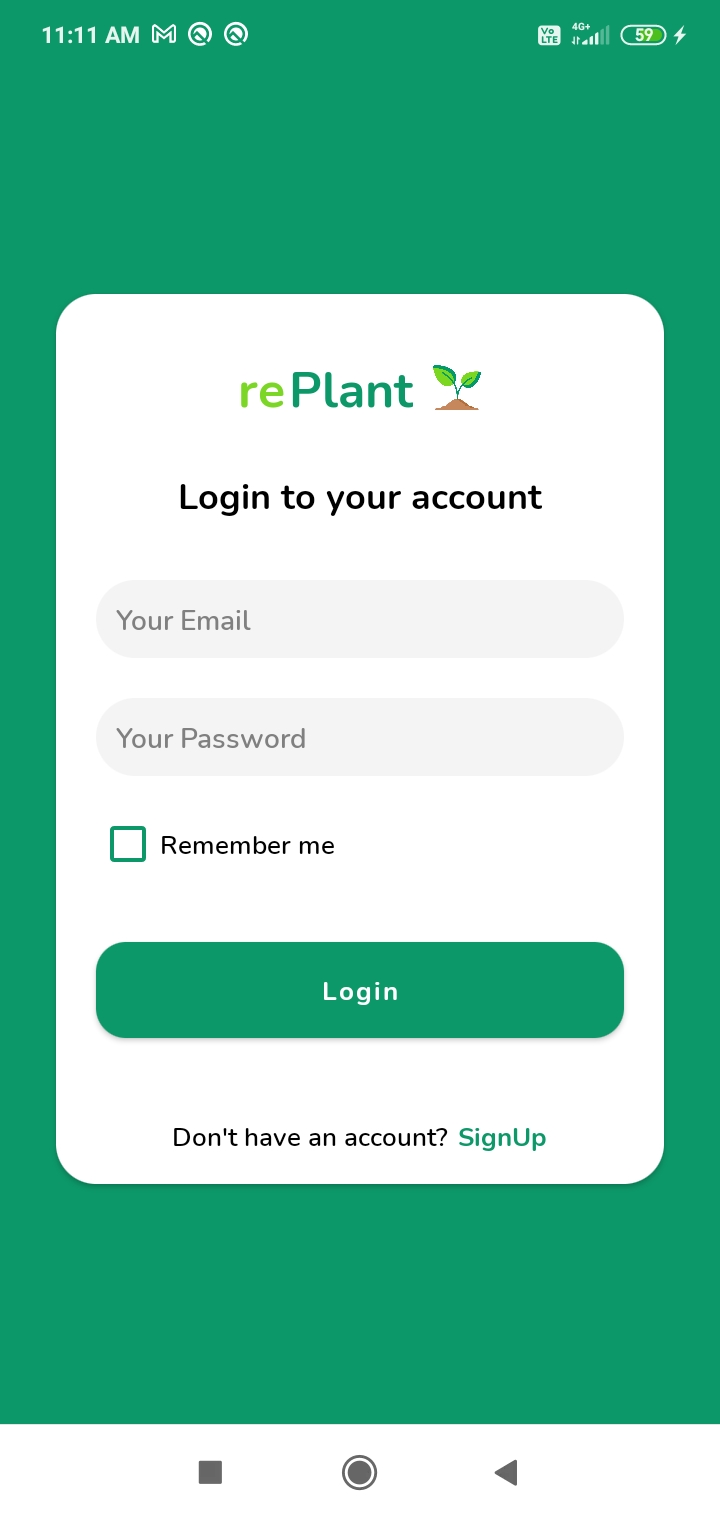 11:11 AM
Vo LTE 4G+ 59
rePlant
Login to your account
Your Email
Your Password
Remember me
Login
Don't have an account? SignUp